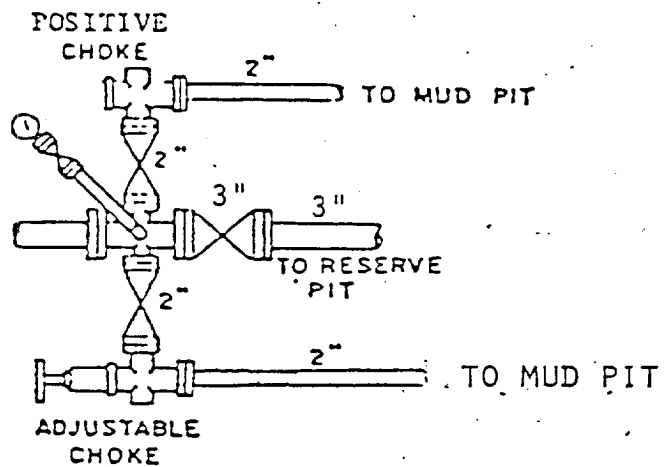 POSITIVE
CHOKE
2"
TO MUD PIT
2"
3"
3"
TO RESERVE
PIT
2"
2"
TO MUD PIT
ADJUSTABLE
CHOKE